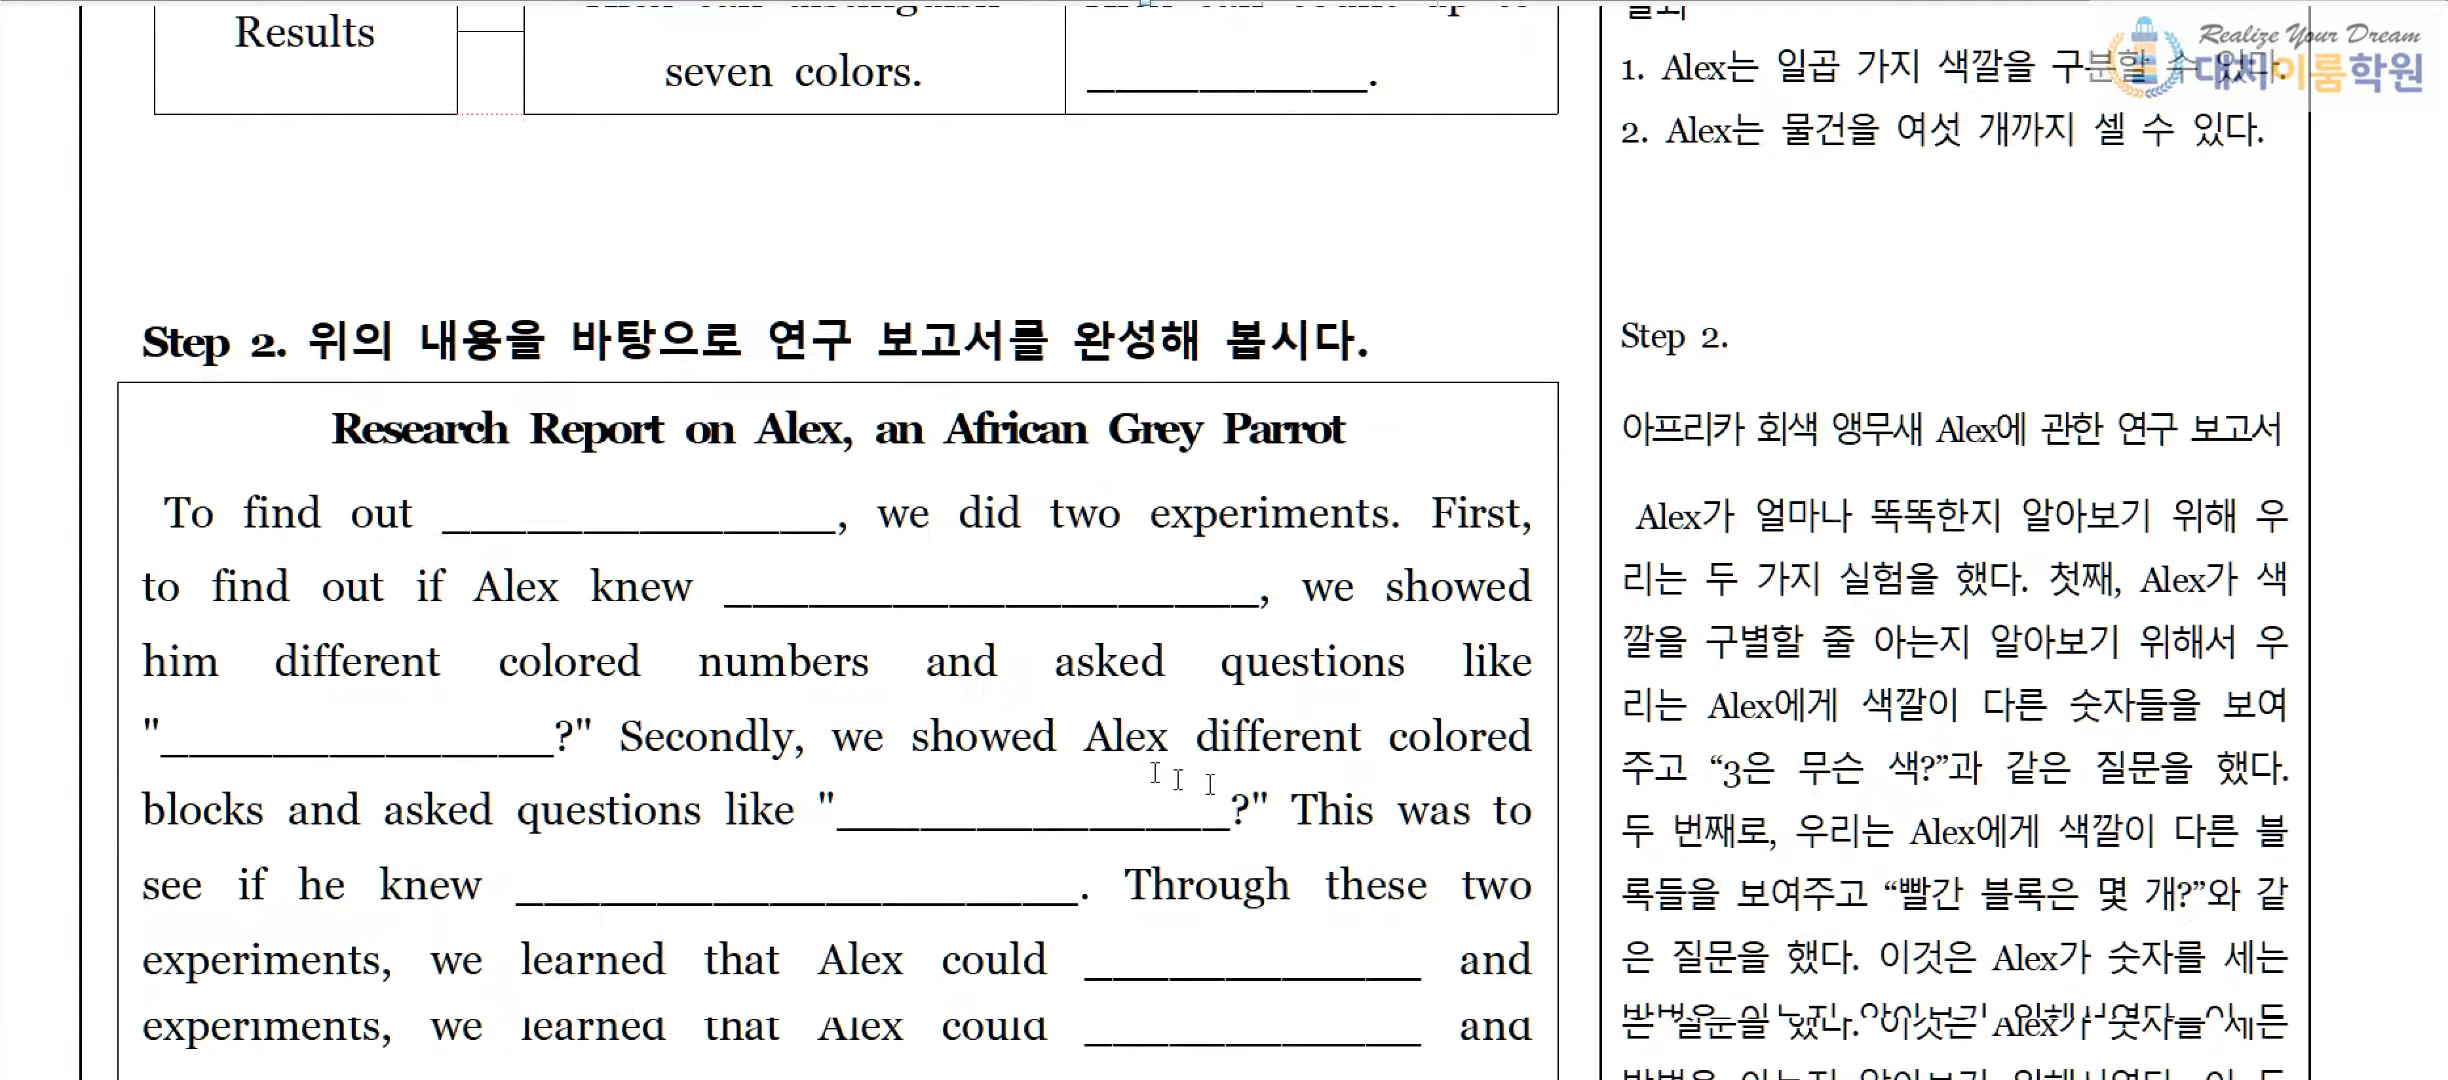 Results
seven colors.
____________.
1. Alex는 일곱 가지 색깔을 구분할 수 있다.
2. Alex는 물건을 여섯 개까지 셀 수 있다.
Realize Your Dream
대치이룸학원
Step 2. 위의 내용을 바탕으로 연구 보고서를 완성해 봅시다.
Research Report on Alex, an African Grey Parrot
To find out ______________, we did two experiments. First,
to find out if Alex knew ___________________, we showed
him different colored numbers and asked questions like
"______________?" Secondly, we showed Alex different colored
blocks and asked questions like "______________?" This was to
see if he knew ____________________. Through these two
experiments, we learned that Alex could ____________ and
experiments, we learned that Alex could ____________ and
Step 2.
아프리카 회색 앵무새 Alex에 관한 연구 보고서
Alex가 얼마나 똑똑한지 알아보기 위해 우
리는 두 가지 실험을 했다. 첫째, Alex가 색
깔을 구별할 줄 아는지 알아보기 위해서 우
리는 Alex에게 색깔이 다른 숫자들을 보여
주고 “3은 무슨 색?”과 같은 질문을 했다.
두 번째로, 우리는 Alex에게 색깔이 다른 블
록들을 보여주고 “빨간 블록은 몇 개?”와 같
은 질문을 했다. 이것은 Alex가 숫자를 세는